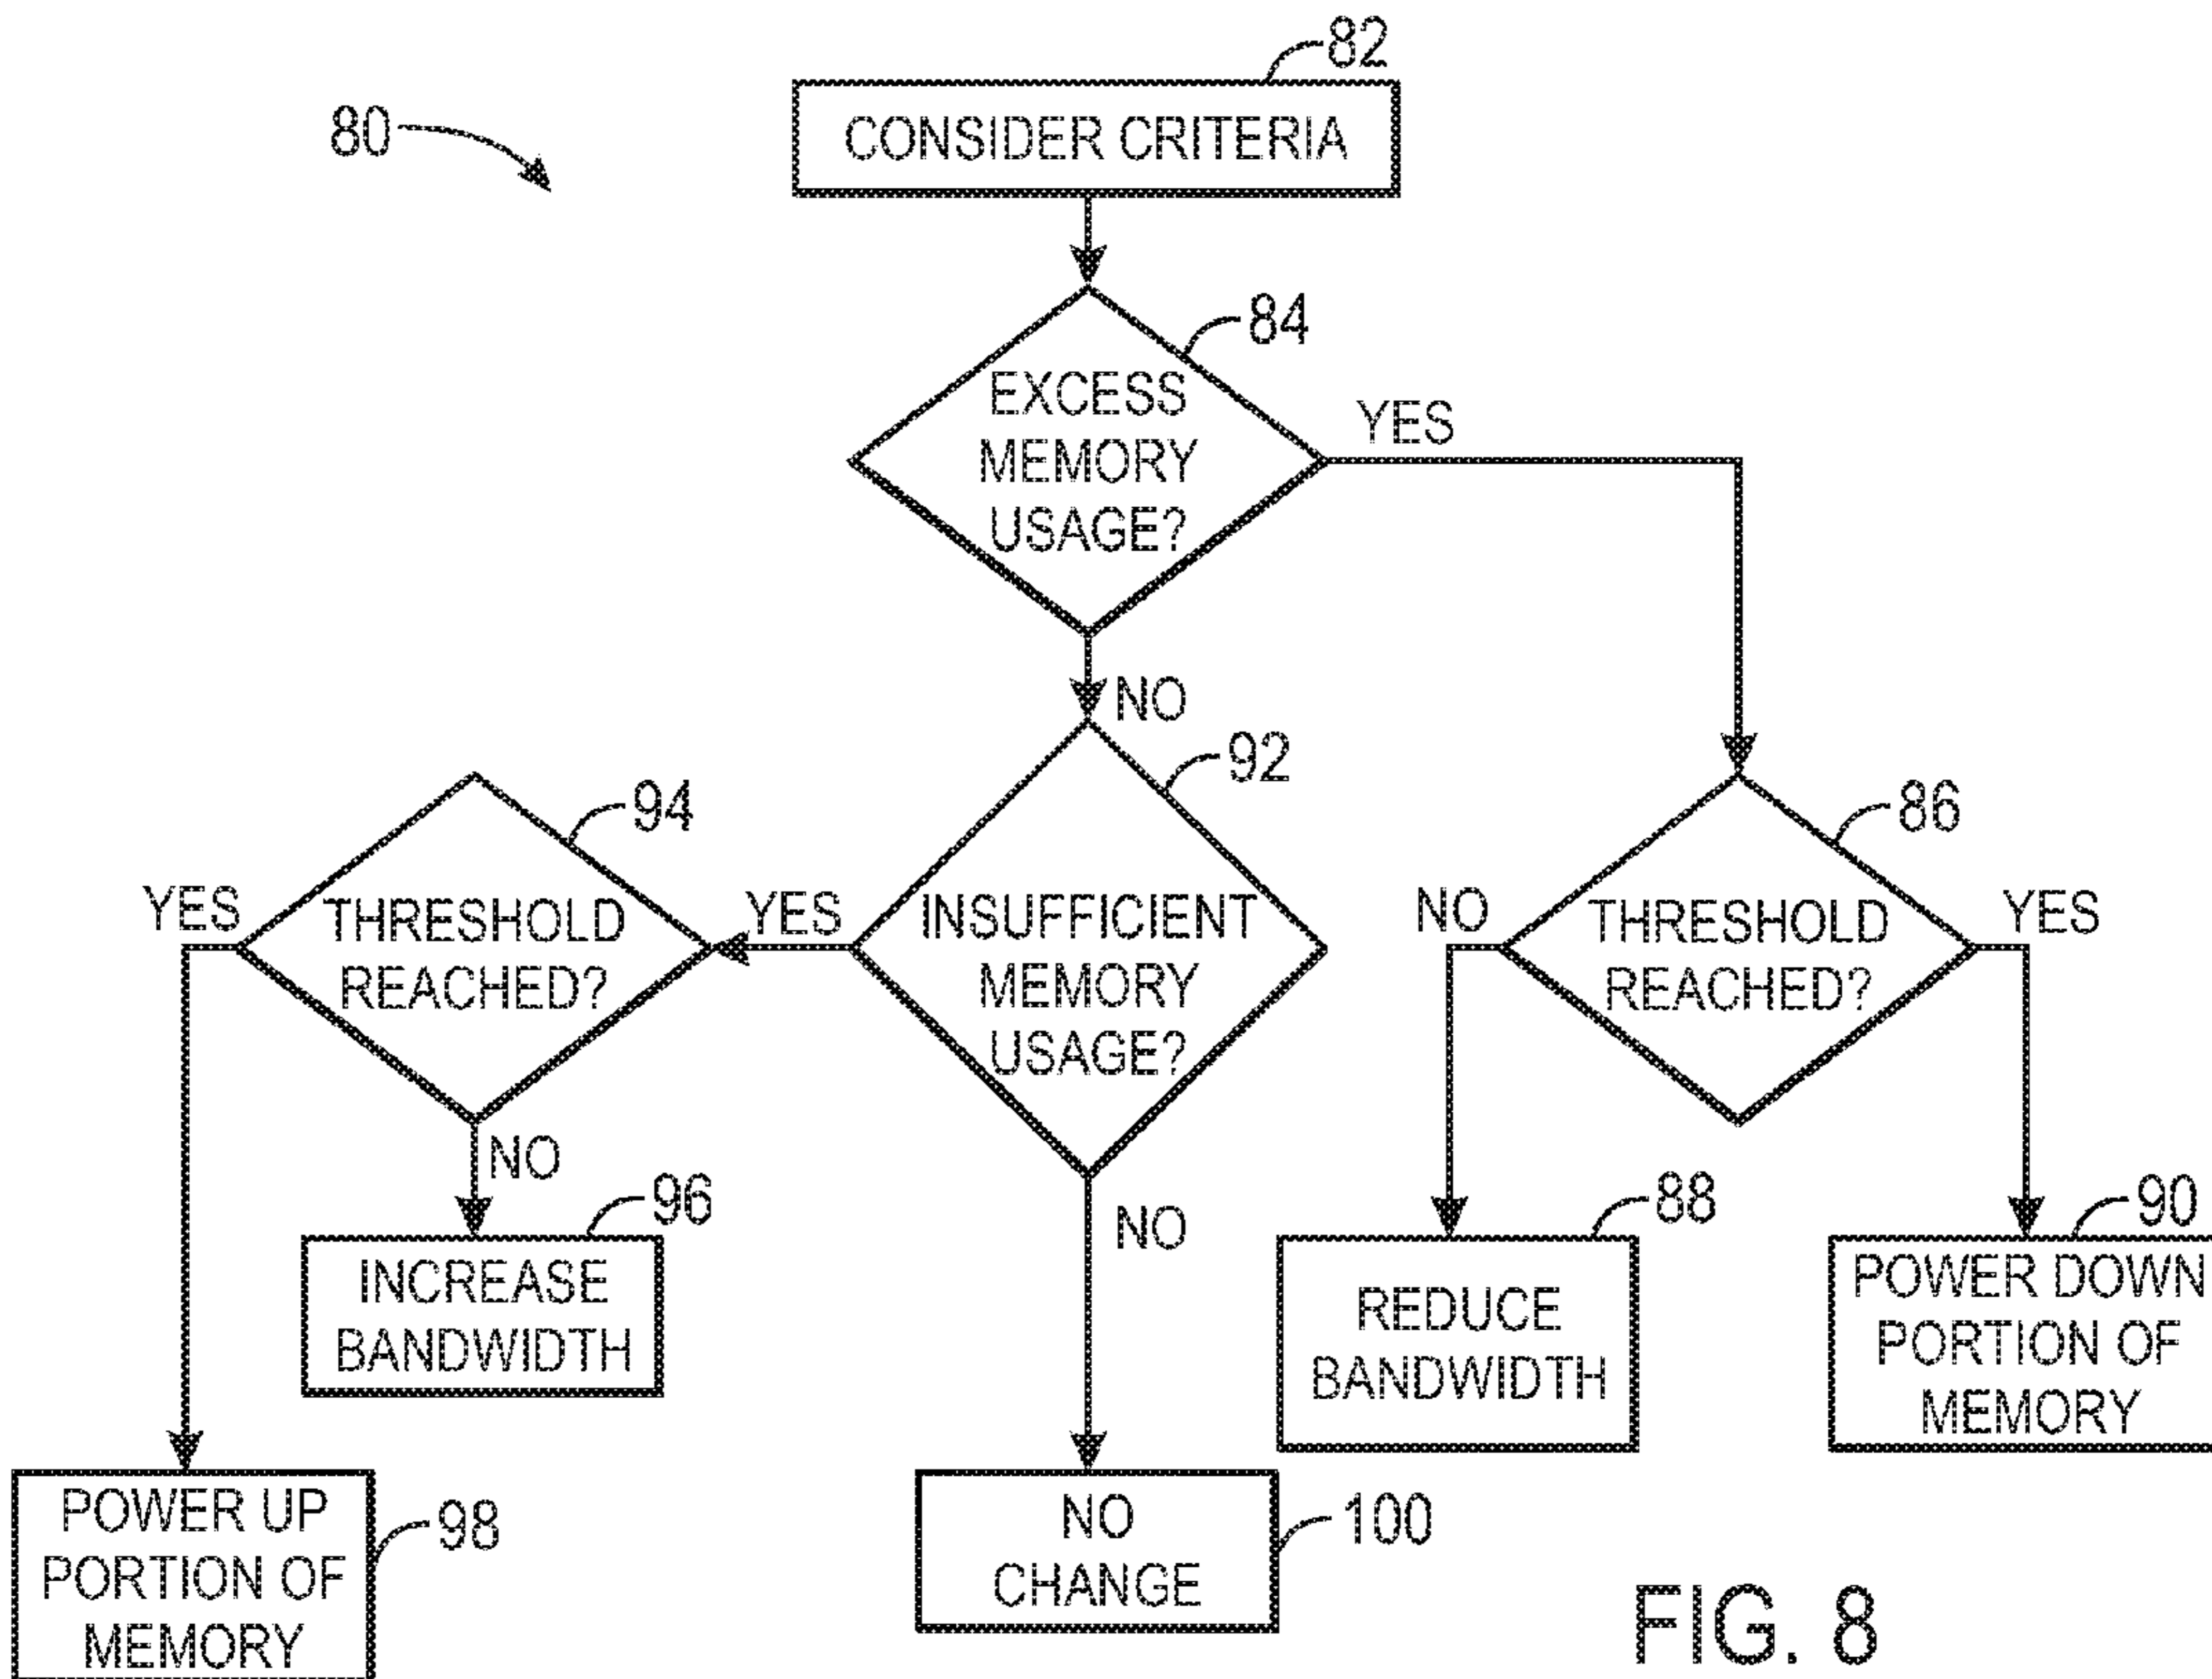 82
80
CONSIDER CRITERIA
84
EXCESS
MEMORY
USAGE?
YES
NO
92
94
86
YES
THRESHOLD
REACHED?
YES
INSUFFICIENT
MEMORY
USAGE?
NO
THRESHOLD
REACHED?
YES
NO
96
INCREASE
BANDWIDTH
NO
88
REDUCE
BANDWIDTH
90
POWER DOWN
PORTION OF
MEMORY
POWER UP
PORTION OF
MEMORY
98
NO
CHANGE
100
FIG. 8